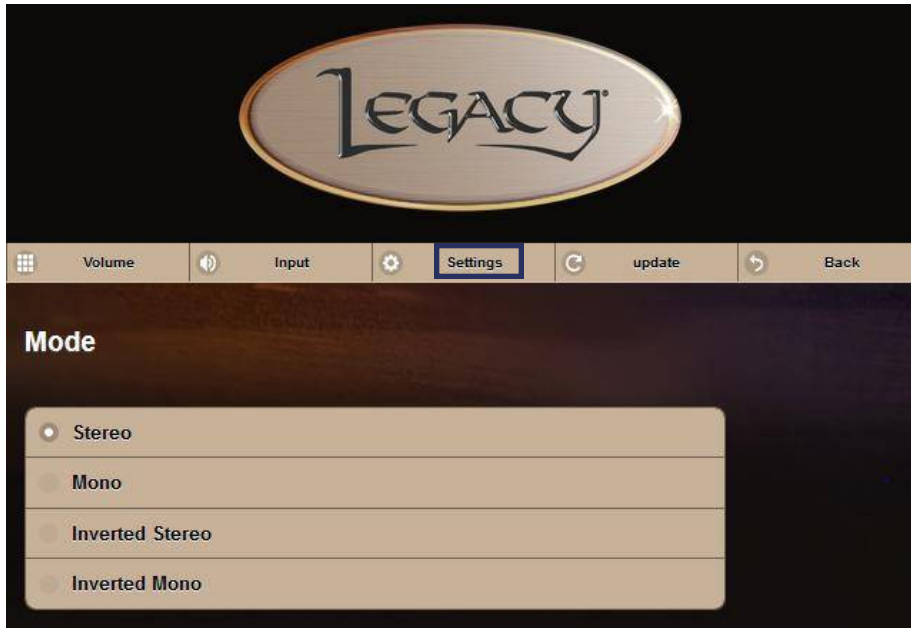 LEGACY
Volume Input Settings update Back
Mode
Stereo
Mono
Inverted Stereo
Inverted Mono